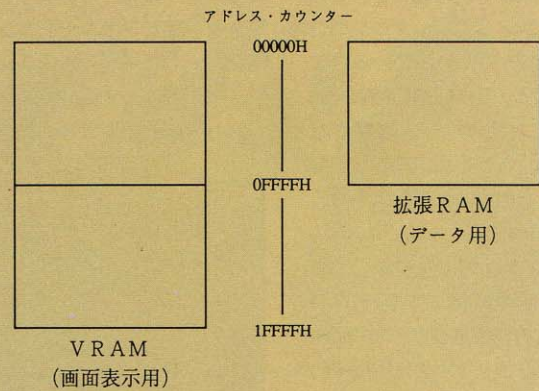 アドレス・カウンター
00000H
0FFFFH
拡張RAM
(データ用)
1FFFFH
VRAM
(画面表示用)